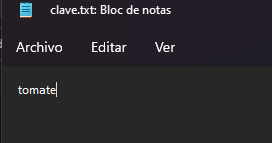 clave.txt: Bloc de notas
Archivo Editar Ver
tomate